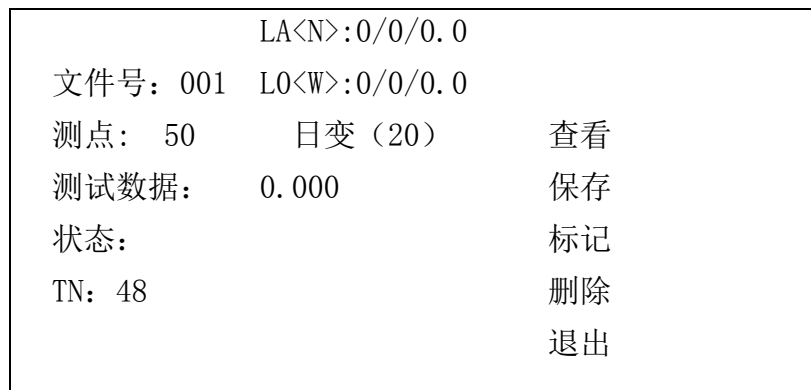 LA<N>:0/0/0.0
文件号：001 LO<W>:0/0/0.0
测点: 50 日变（20） 查看
测试数据： 0.000 保存
状态： 标记
TN：48 删除
退出